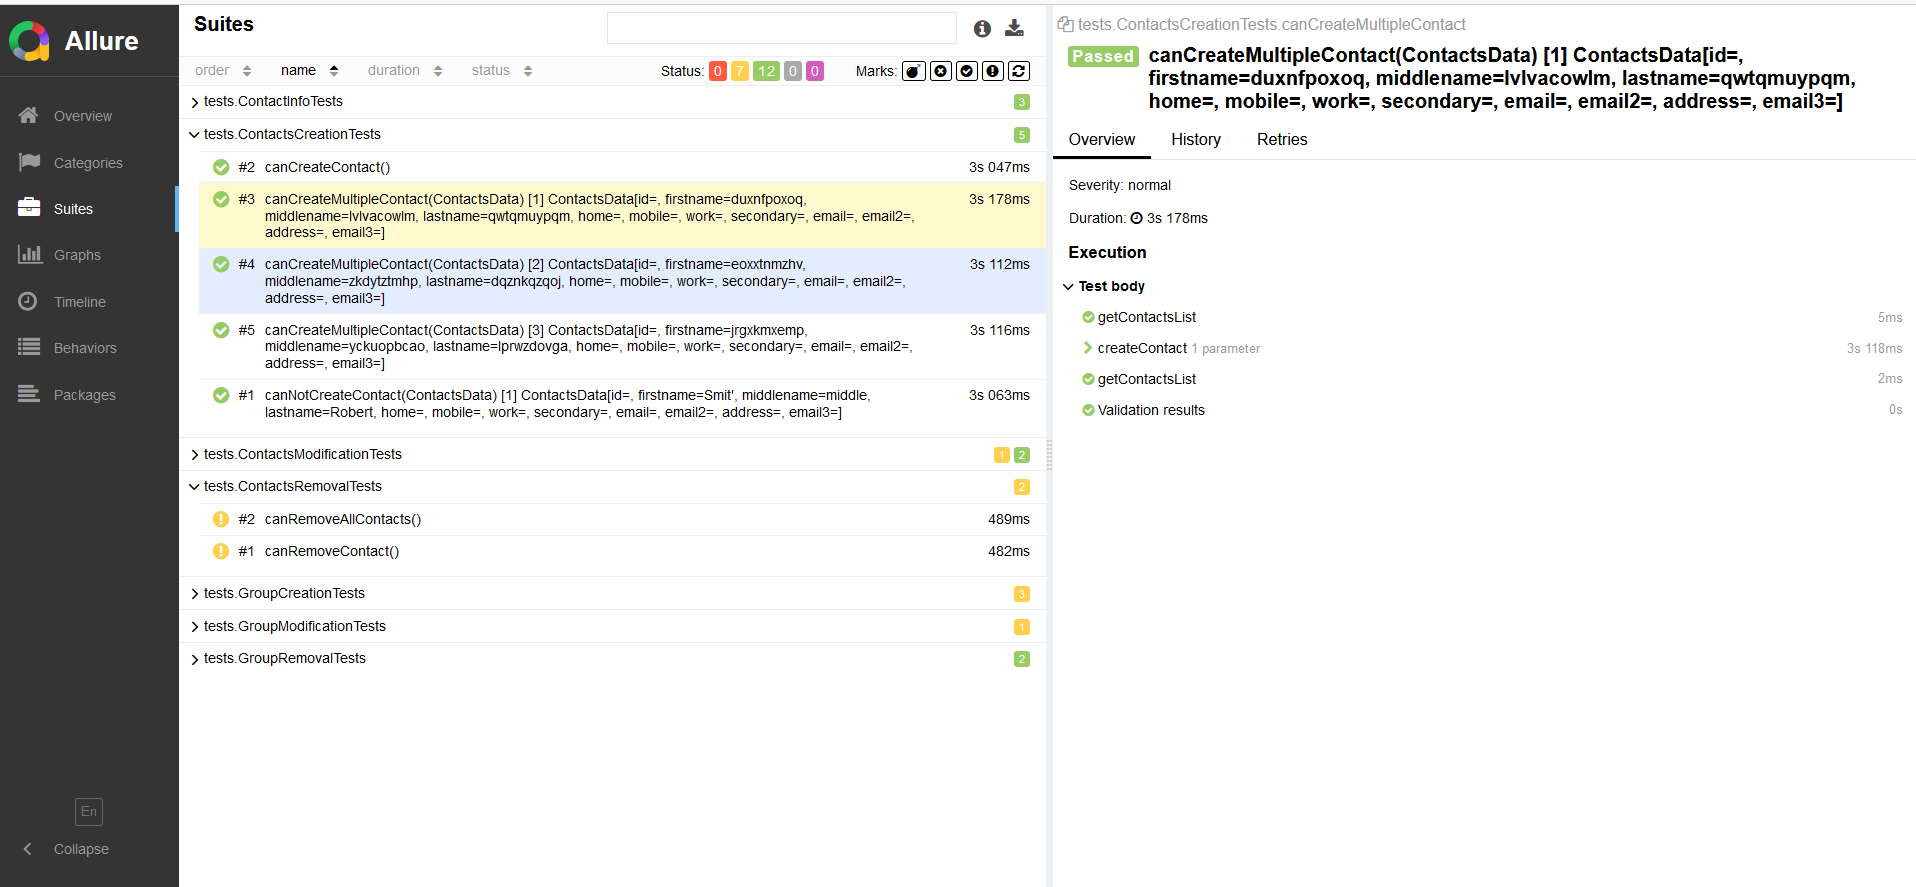 Allure
Overview
Categories
Suites
Graphs
Timeline
Behaviors
Packages
En
Collapse
Suites
order name duration status Status: 0 7 12 0 0 Marks:
tests.ContactInfoTests 3
tests.ContactsCreationTests 5
#2 canCreateContact() 3s 047ms
#3 canCreateMultipleContact(ContactsData) [1] ContactsData[id=, firstname=duxnfpoxoq, 3s 178ms
middlename=lvlvacowlm, lastname=qwtqmuypqm, home=, mobile=, work=, secondary=, email=, email2=,
address=, email3=]
#4 canCreateMultipleContact(ContactsData) [2] ContactsData[id=, firstname=eoxxtnmzhv, 3s 112ms
middlename=zkdytztmhp, lastname=dqznkqzqoj, home=, mobile=, work=, secondary=, email=, email2=,
address=, email3=]
#5 canCreateMultipleContact(ContactsData) [3] ContactsData[id=, firstname=jrgxkmxemp, 3s 116ms
middlename=yckuopbcao, lastname=lprwzdovga, home=, mobile=, work=, secondary=, email=, email2=,
address=, email3=]
#1 canNotCreateContact(ContactsData) [1] ContactsData[id=, firstname=Smit', middlename=middle, 3s 063ms
lastname=Robert, home=, mobile=, work=, secondary=, email=, email2=, address=, email3=]
tests.ContactsModificationTests 1 2
tests.ContactsRemovalTests 2
#2 canRemoveAllContacts() 489ms
#1 canRemoveContact() 482ms
tests.GroupCreationTests 3
tests.GroupModificationTests 1
tests.GroupRemovalTests 2
tests.ContactsCreationTests.canCreateMultipleContact
Passed canCreateMultipleContact(ContactsData) [1] ContactsData[id=,
firstname=duxnfpoxoq, middlename=lvlvacowlm, lastname=qwtqmuypqm,
home=, mobile=, work=, secondary=, email=, email2=, address=, email3=]
Overview History Retries
Severity: normal
Duration: 3s 178ms
Execution
Test body
getContactsList 5ms
createContact 1 parameter 3s 118ms
getContactsList 2ms
Validation results 0s